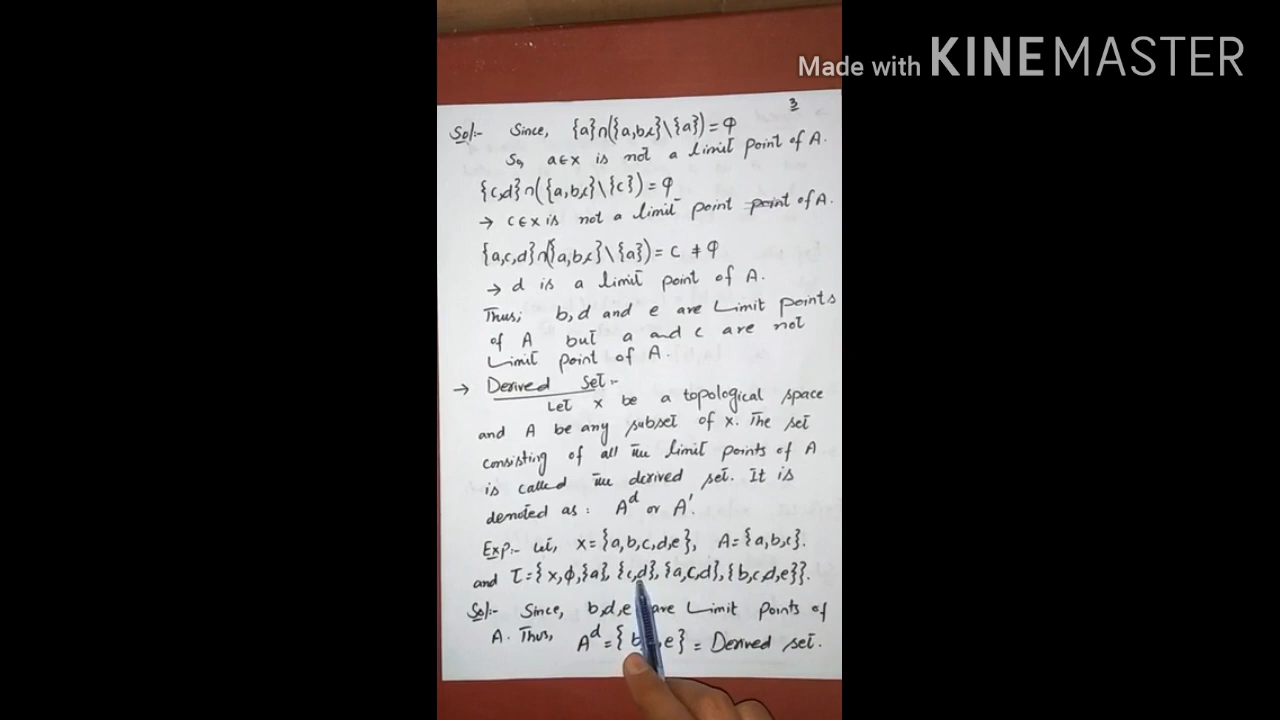 Made with KINEMASTER
3
Sol:- Since, {a}∩({a,b,c}\{a}) = φ
So, a∈x is not a limit point of A.
{c,d}∩({a,b,c}\{c}) = φ
→ c∈x is not a limit point point of A.
{a,c,d}∩({a,b,c}\{a}) = c ≠ φ
→ d is a limit point of A.
Thus; b,d and e are Limit points
of A but a and c are not
Limit point of A.
→ Derived Set:-
Let x be a topological space
and A be any subset of x. The set
consisting of all the limit points of A
is called the derived set. It is
denoted as: Aᵈ or A'.
Exp:- Let, x={a,b,c,d,e}, A={a,b,c}.
and τ={x,φ,{a},{c,d},{a,c,d},{b,c,d,e}}.
Sol:- Since, b,d,e are Limit points of
A. Thus, Aᵈ={b, ,e} = Derived set.